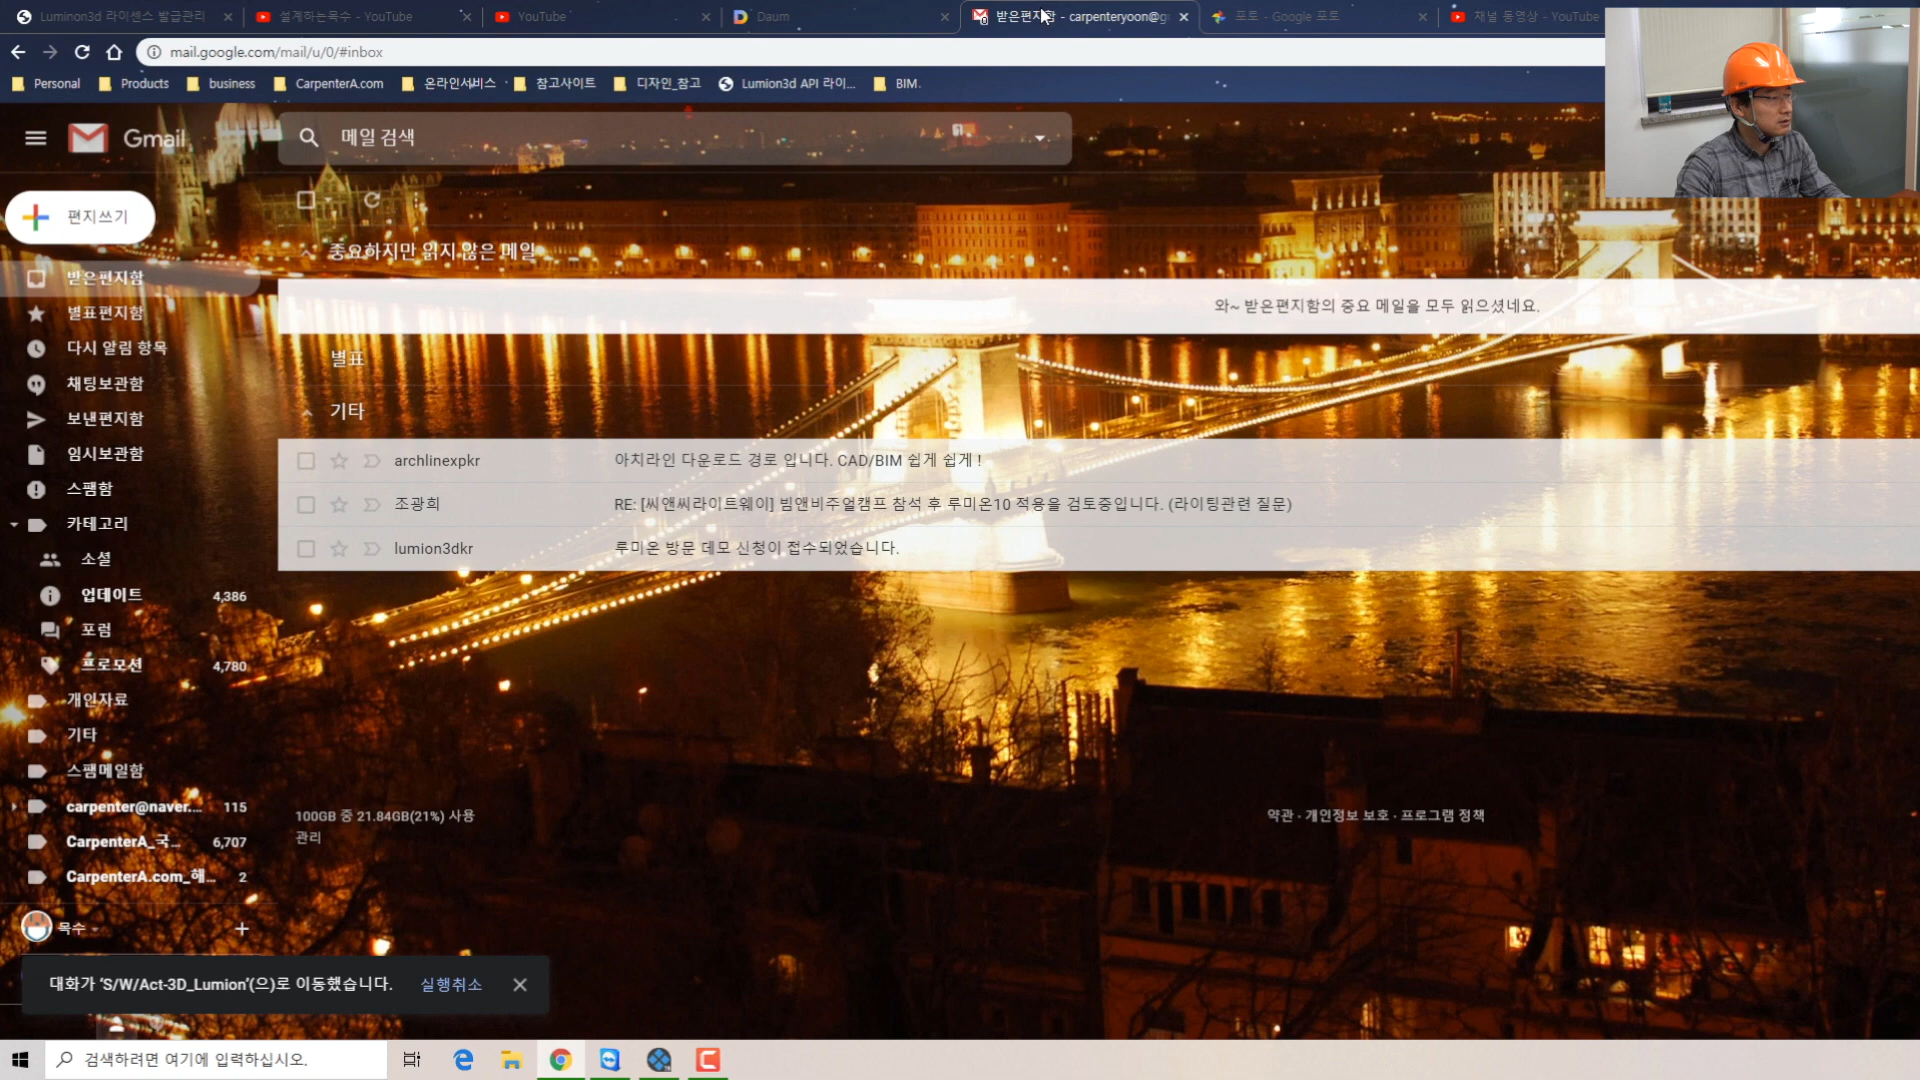 Luminon3d 라이센스 발급관리
설계하는목수 - YouTube
YouTube
Daum
받은편지함 - carpenteryoon@g
포토 - Google 포토
채널 동영상 - YouTube
mail.google.com/mail/u/0/#inbox
Personal
Products
business
CarpenterA.com
온라인서비스
참고사이트
디자인_참고
Lumion3d API 라이...
BIM
Gmail
메일 검색
편지쓰기
중요하지만 읽지 않은 메일
받은편지함
와~ 받은편지함의 중요 메일을 모두 읽으셨네요.
별표편지함
다시 알림 항목
별표
채팅보관함
기타
보낸편지함
임시보관함
archlinexpkr 아치라인 다운로드 경로 입니다. CAD/BIM 쉽게 쉽게 !
스팸함
조광희 RE: [씨앤씨라이트웨이] 빔앤비주얼캠프 참석 후 루미온10 적용을 검토중입니다. (라이팅관련 질문)
카테고리
lumion3dkr 루미온 방문 데모 신청이 접수되었습니다.
소셜
업데이트 4,386
포럼
프로모션 4,780
개인자료
기타
스팸메일함
carpenter@naver.... 115
CarpenterA_국... 6,707
CarpenterA.com_해... 2
100GB 중 21.84GB(21%) 사용
관리
약관 · 개인정보 보호 · 프로그램 정책
목수
대화가 'S/W/Act-3D_Lumion'(으)로 이동했습니다. 실행취소
검색하려면 여기에 입력하십시오.